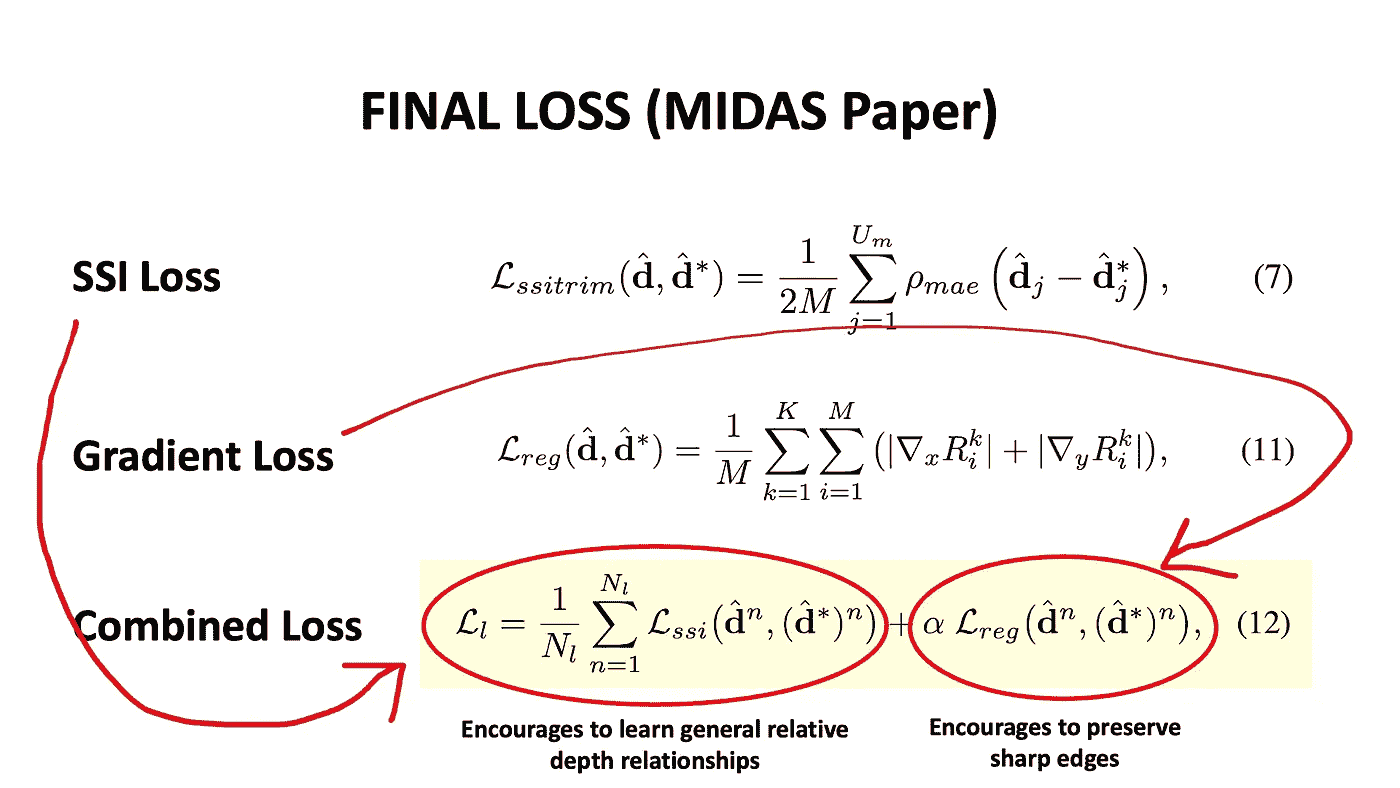 FINAL LOSS (MIDAS Paper)
SSI Loss
$\mathcal{L}_{ssitrim}(\hat{\mathbf{d}}, \hat{\mathbf{d}}^*) = \frac{1}{2M} \sum_{j=1}^{U_m} \rho_{mae} \left( \hat{\mathbf{d}}_j - \hat{\mathbf{d}}_j^* \right),$ (7)
Gradient Loss
$\mathcal{L}_{reg}(\hat{\mathbf{d}}, \hat{\mathbf{d}}^*) = \frac{1}{M} \sum_{k=1}^{K} \sum_{i=1}^{M} \left( |\nabla_x R_i^k| + |\nabla_y R_i^k| \right),$ (11)
Combined Loss
$\mathcal{L}_l = \frac{1}{N_l} \sum_{n=1}^{N_l} \mathcal{L}_{ssi}(\hat{\mathbf{d}}^n, (\hat{\mathbf{d}}^*)^n) + \alpha \mathcal{L}_{reg}(\hat{\mathbf{d}}^n, (\hat{\mathbf{d}}^*)^n),$ (12)
Encourages to learn general relative
depth relationships
Encourages to preserve
sharp edges